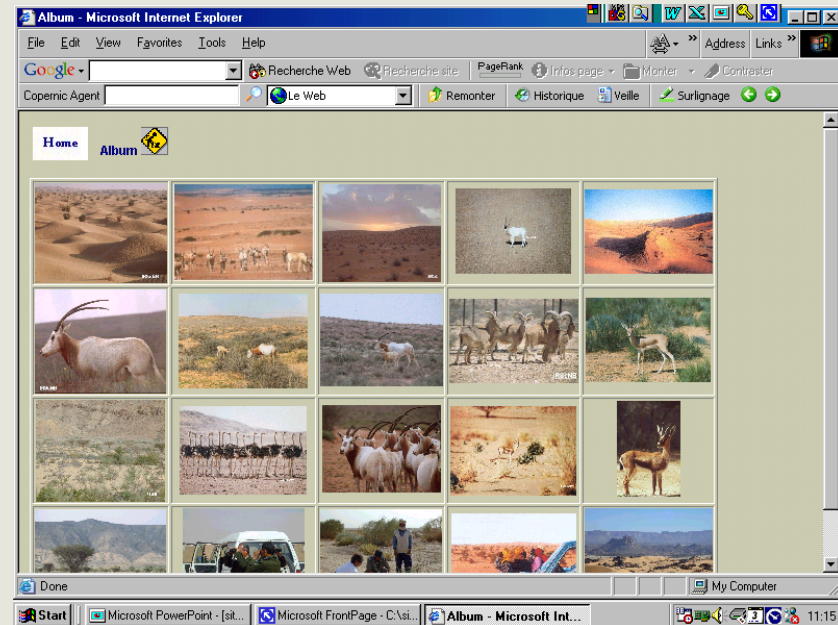 Album - Microsoft Internet Explorer
File Edit View Favorites Tools Help
Address Links »
Google Recherche Web Recherche site PageRank Infos page Monter Contraster
Copernic Agent Le Web Remonter Historique Veille Surlignage
Home Album
Done My Computer
Start Microsoft PowerPoint - [sit... Microsoft FrontPage - C:\si... Album - Microsoft Int... 11:15